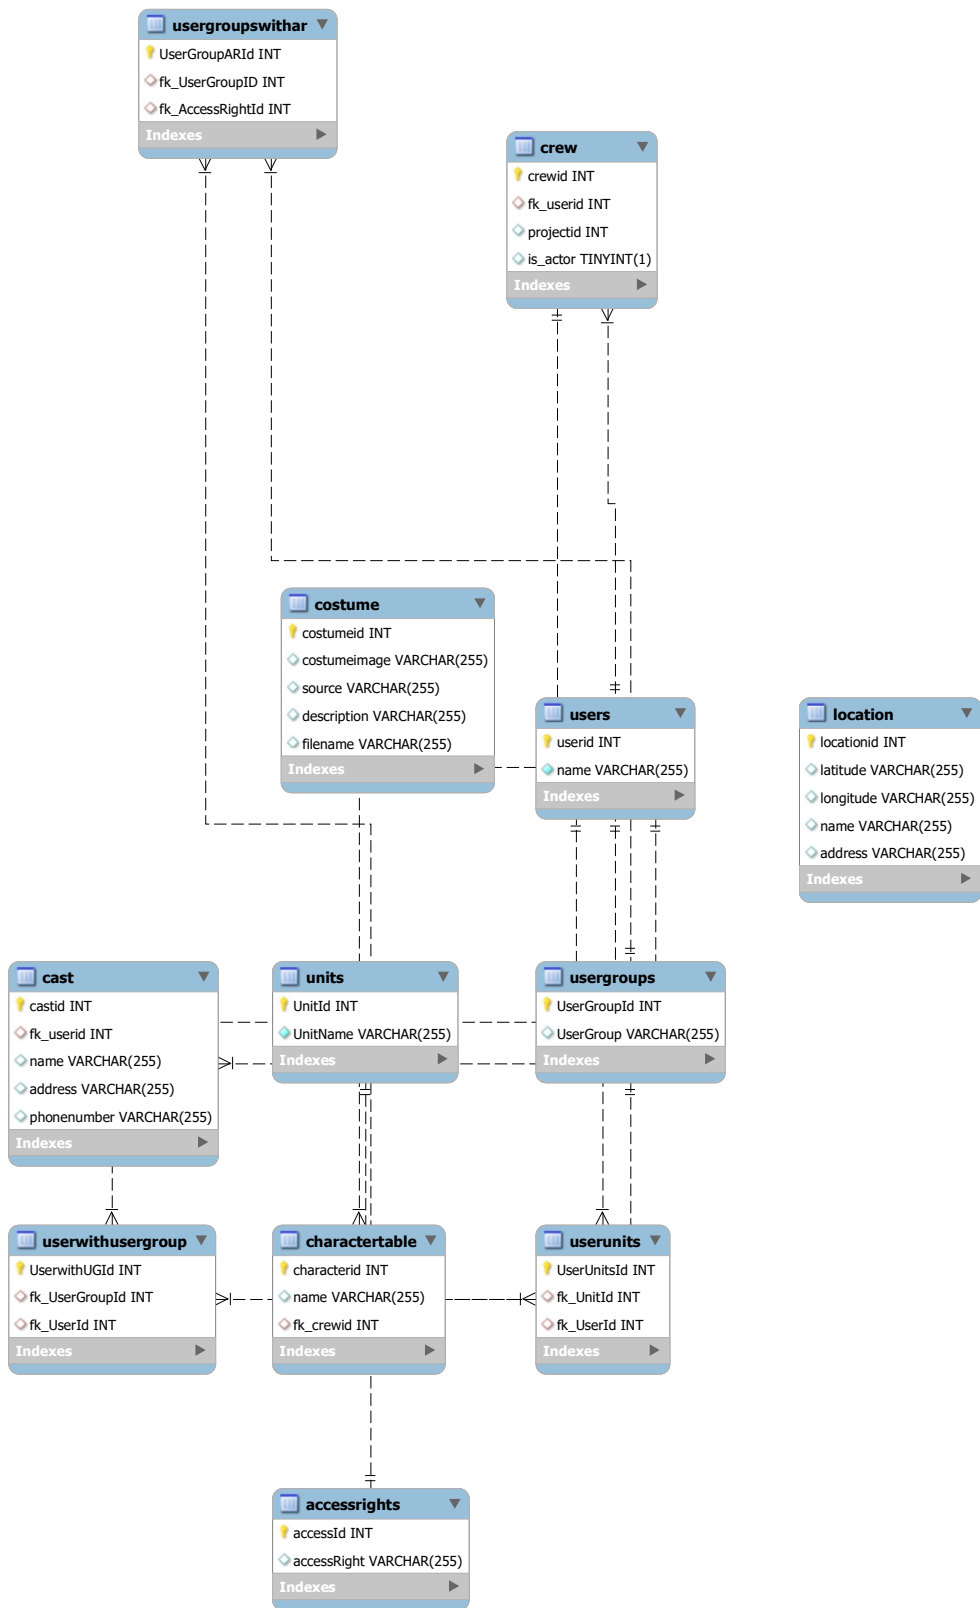 usergroupswithar
UserGroupARId INT
fk_UserGroupID INT
fk_AccessRightId INT
Indexes
crew
crewid INT
fk_userid INT
projectid INT
is_actor TINYINT(1)
Indexes
costume
costumeid INT
costumeimage VARCHAR(255)
source VARCHAR(255)
description VARCHAR(255)
filename VARCHAR(255)
Indexes
users
userid INT
name VARCHAR(255)
Indexes
location
locationid INT
latitude VARCHAR(255)
longitude VARCHAR(255)
name VARCHAR(255)
address VARCHAR(255)
Indexes
cast
castid INT
fk_userid INT
name VARCHAR(255)
address VARCHAR(255)
phonenumber VARCHAR(255)
Indexes
units
UnitId INT
UnitName VARCHAR(255)
Indexes
usergroups
UserGroupId INT
UserGroup VARCHAR(255)
Indexes
userwithusergroup
UserwithUGId INT
fk_UserGroupId INT
fk_UserId INT
Indexes
charactertable
characterid INT
name VARCHAR(255)
fk_crewid INT
Indexes
userunits
UserUnitsId INT
fk_UnitId INT
fk_UserId INT
Indexes
accessrights
accessId INT
accessRight VARCHAR(255)
Indexes